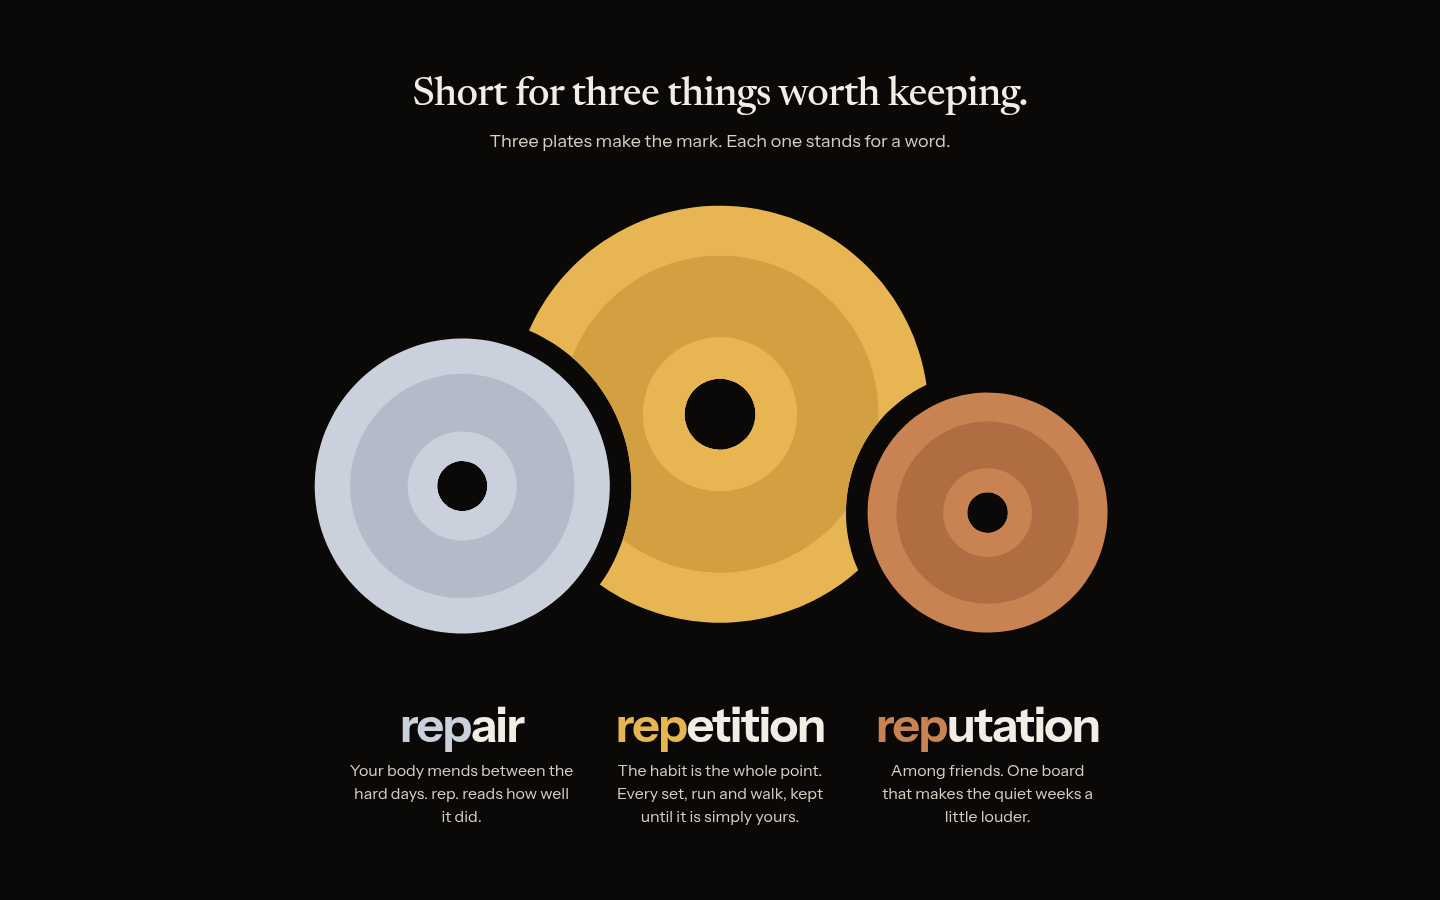 Short for three things worth keeping.
Three plates make the mark. Each one stands for a word.
repair
Your body mends between the
hard days. rep. reads how well
it did.
repetition
The habit is the whole point.
Every set, run and walk, kept
until it is simply yours.
reputation
Among friends. One board
that makes the quiet weeks a
little louder.